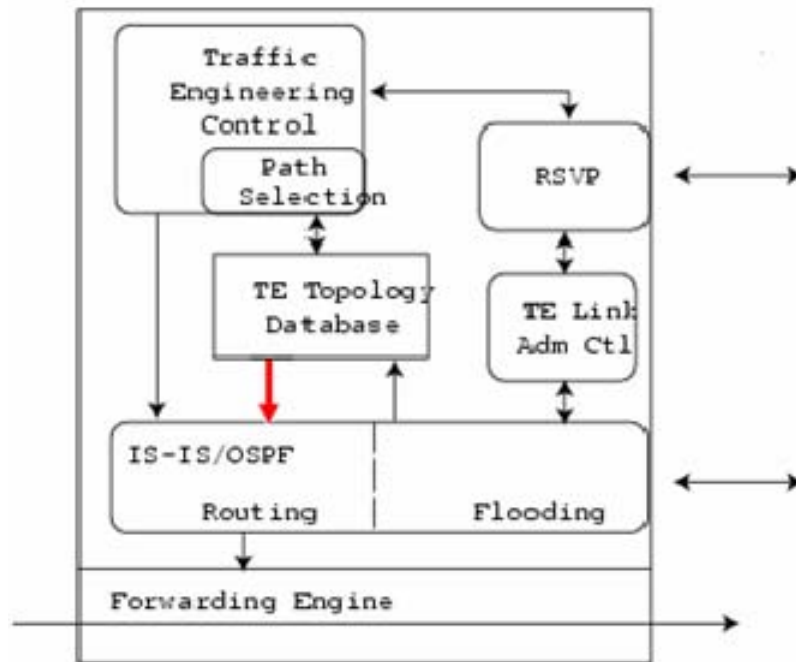 Traffic
Engineering
Control
Path
Selection
RSVP
TE Topology
Database
TE Link
Adm Ctl
IS-IS/OSPF
Routing
Flooding
Forwarding Engine